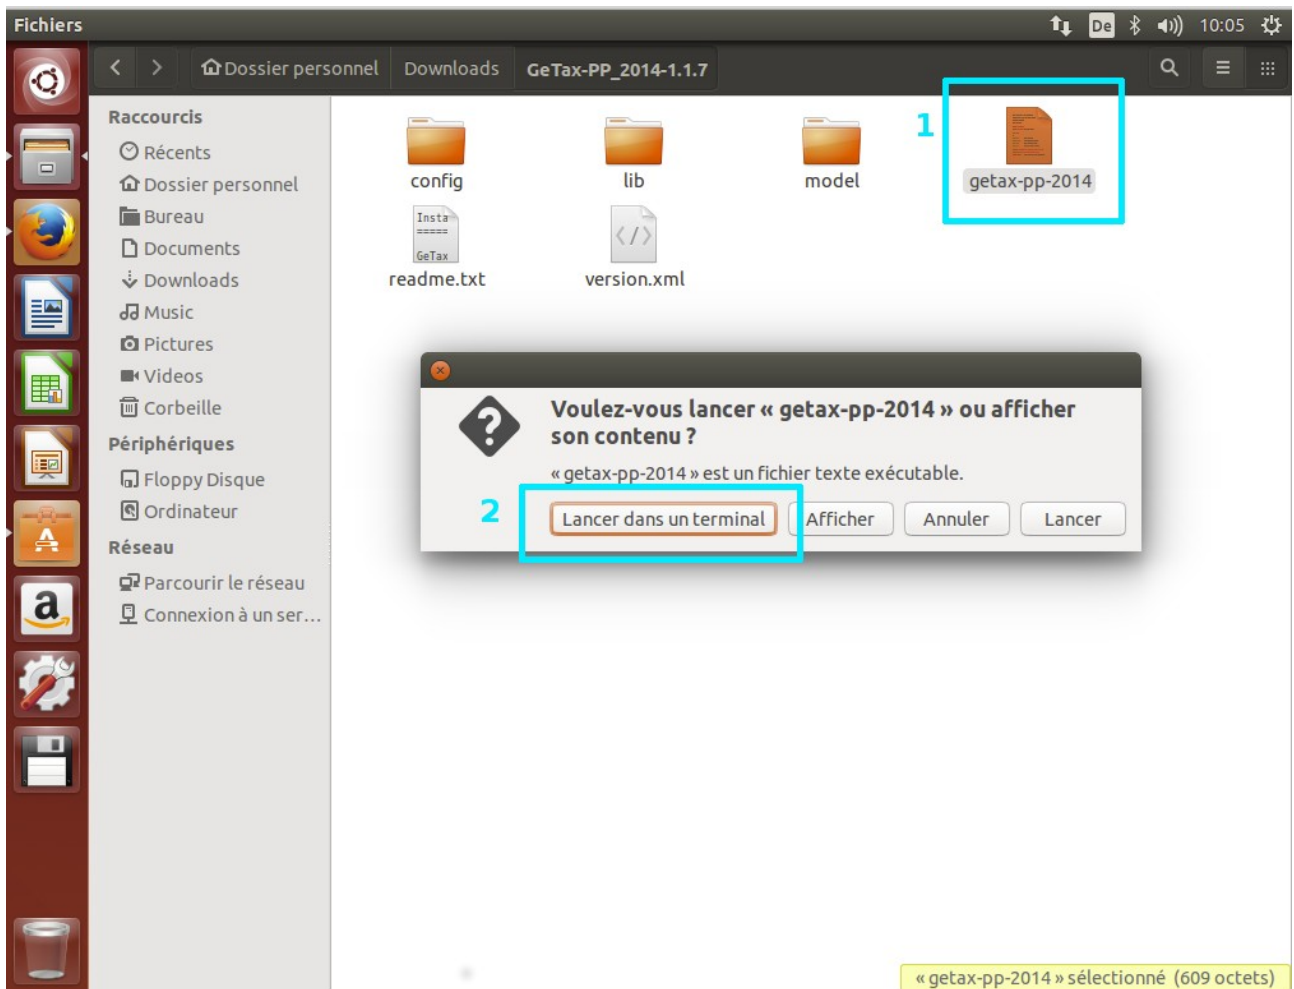 Fichiers
De
10:05
Dossier personnel
Downloads
GeTax-PP_2014-1.1.7
Raccourcis
Récents
Dossier personnel
Bureau
Documents
Downloads
Music
Pictures
Videos
Corbeille
Périphériques
Floppy Disque
Ordinateur
Réseau
Parcourir le réseau
Connexion à un ser...
config
lib
model
1
getax-pp-2014
Insta
=====
GeTax
</>
readme.txt
version.xml
Voulez-vous lancer « getax-pp-2014 » ou afficher
son contenu ?
« getax-pp-2014 » est un fichier texte exécutable.
2
Lancer dans un terminal
Afficher
Annuler
Lancer
a
« getax-pp-2014 » sélectionné (609 octets)